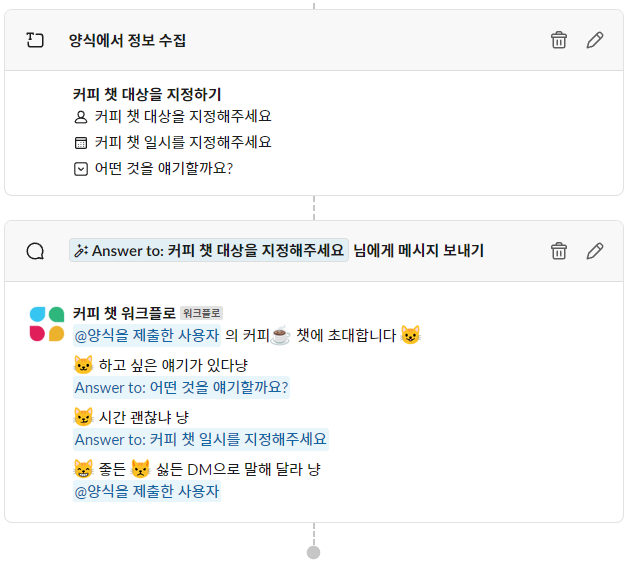 양식에서 정보 수집
커피 챗 대상을 지정하기
커피 챗 대상을 지정해주세요
커피 챗 일시를 지정해주세요
어떤 것을 얘기할까요?
Answer to: 커피 챗 대상을 지정해주세요 님에게 메시지 보내기
커피 챗 워크플로 워크플로
@양식을 제출한 사용자 의 커피☕ 챗에 초대합니다 😺
🐱 하고 싶은 얘기가 있다냥
Answer to: 어떤 것을 얘기할까요?
😼 시간 괜찮냐 냥
Answer to: 커피 챗 일시를 지정해주세요
😸 좋든 😾 싫든 DM으로 말해 달라 냥
@양식을 제출한 사용자